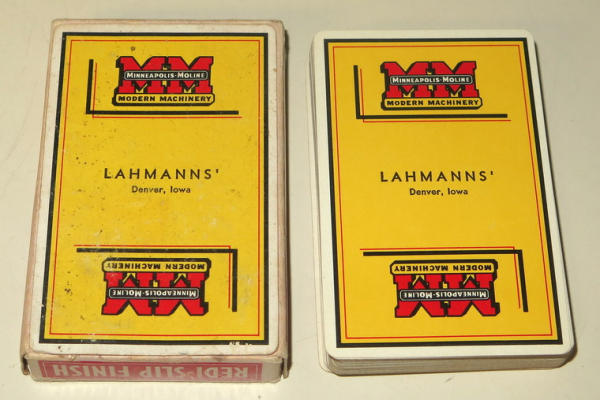 MM
MINNEAPOLIS-MOLINE
MODERN MACHINERY
LAHMANNS'
Denver, Iowa
MODERN MACHINERY
MINNEAPOLIS-MOLINE
MM
REDI-SLIP FINISH
MM
MINNEAPOLIS-MOLINE
MODERN MACHINERY
LAHMANNS'
Denver, Iowa
MODERN MACHINERY
MINNEAPOLIS-MOLINE
MM